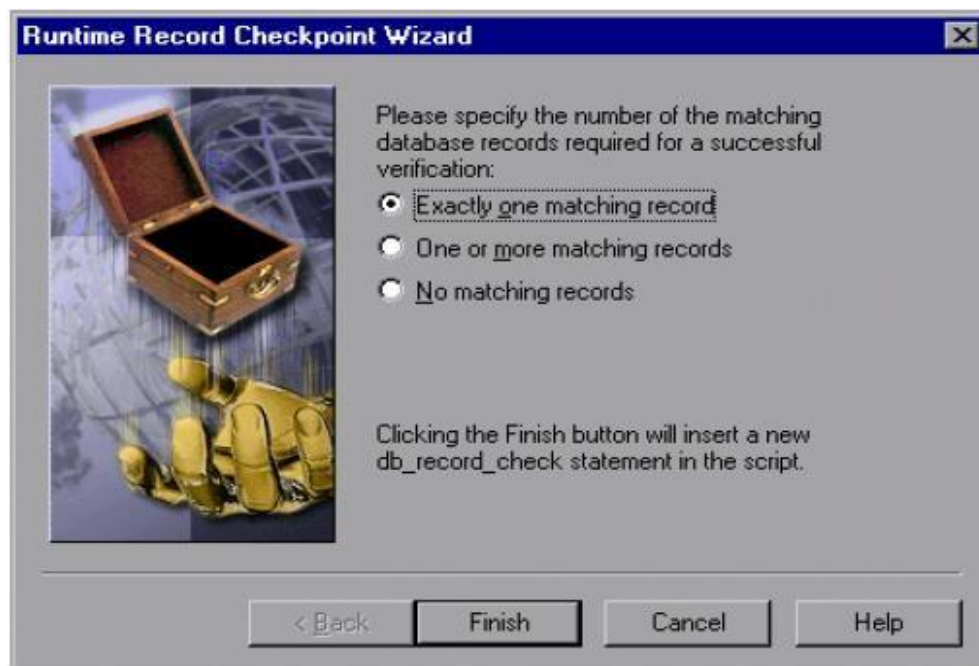 Runtime Record Checkpoint Wizard
Please specify the number of the matching
database records required for a successful
verification:
Exactly one matching record
One or more matching records
No matching records
Clicking the Finish button will insert a new
db_record_check statement in the script.
< Back Finish Cancel Help